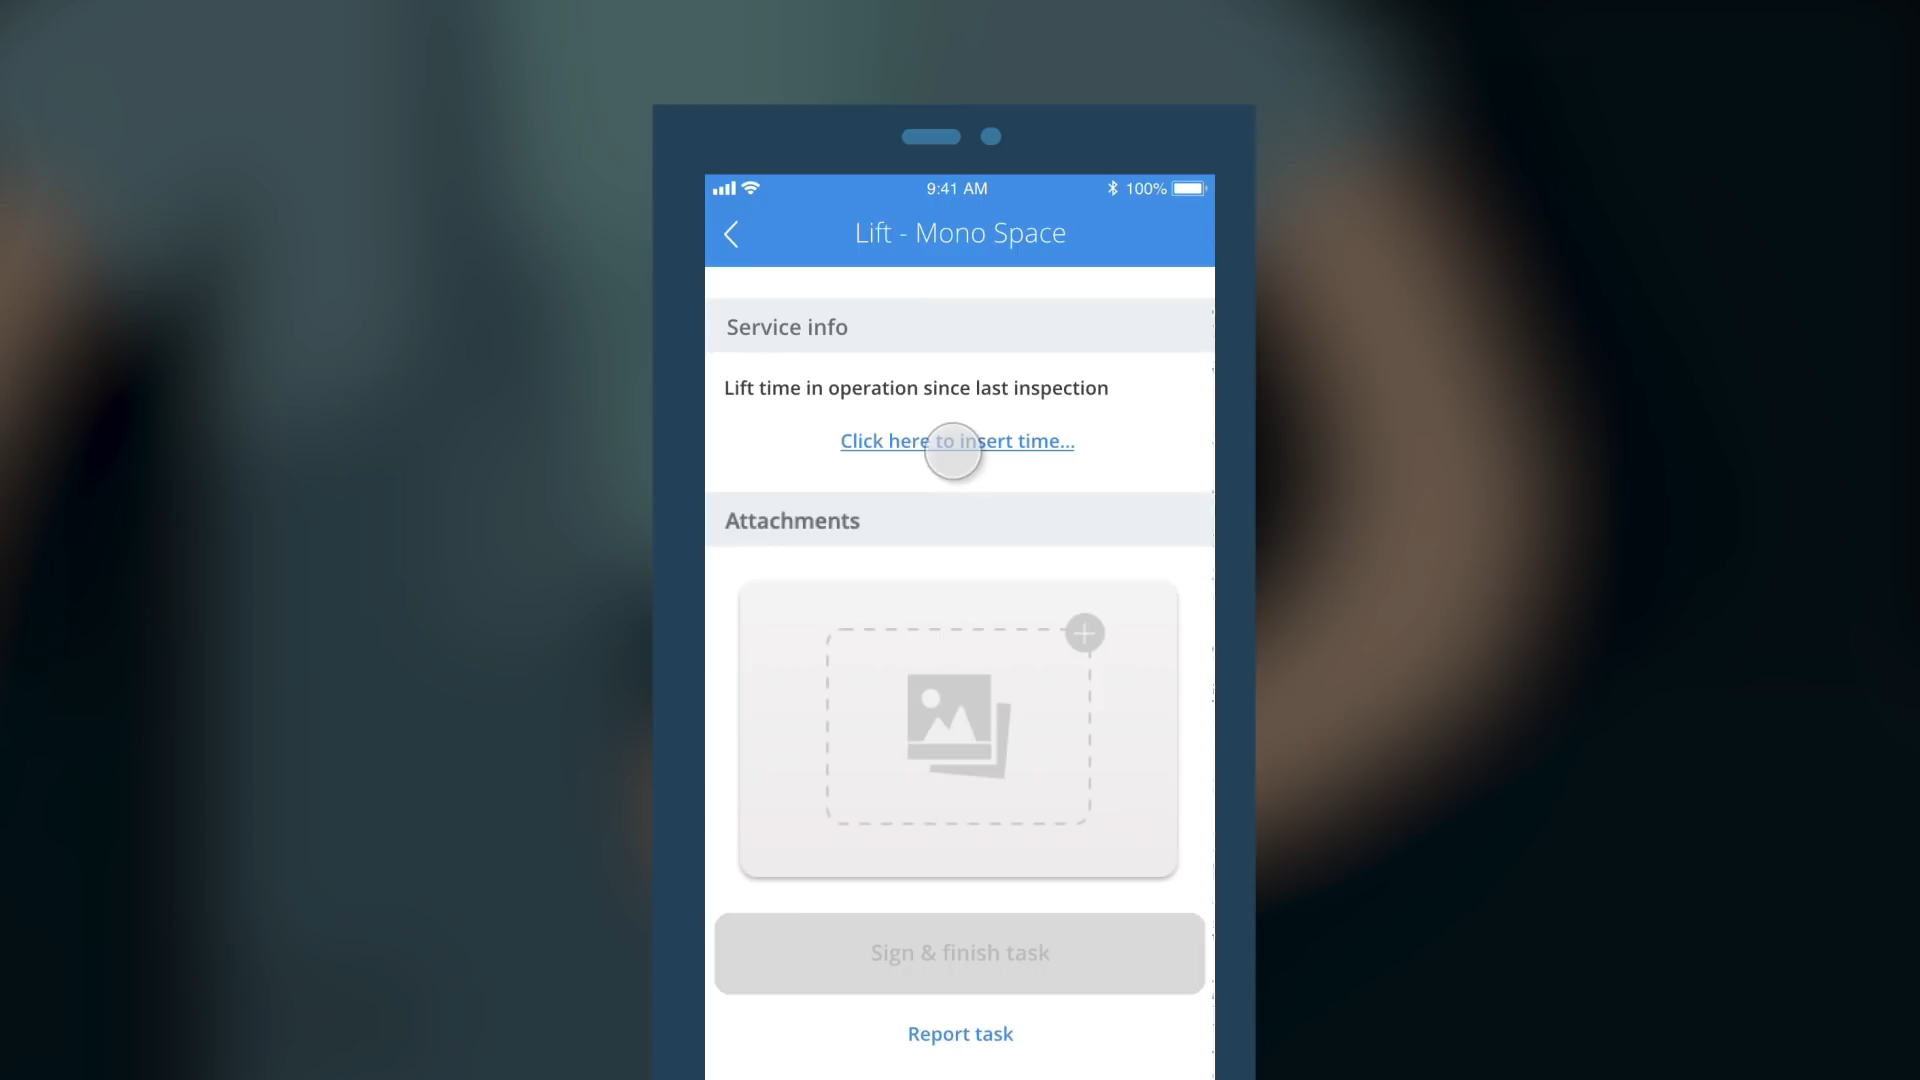 9:41 AM
100%
Lift - Mono Space
Service info
Lift time in operation since last inspection
Click here to insert time...
Attachments
Sign & finish task
Report task